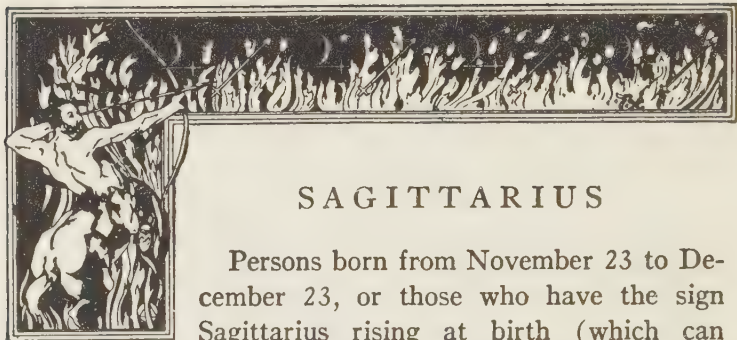 SAGITTARIUS
Persons born from November 23 to De-
cember 23, or those who have the sign
Sagittarius rising at birth (which can